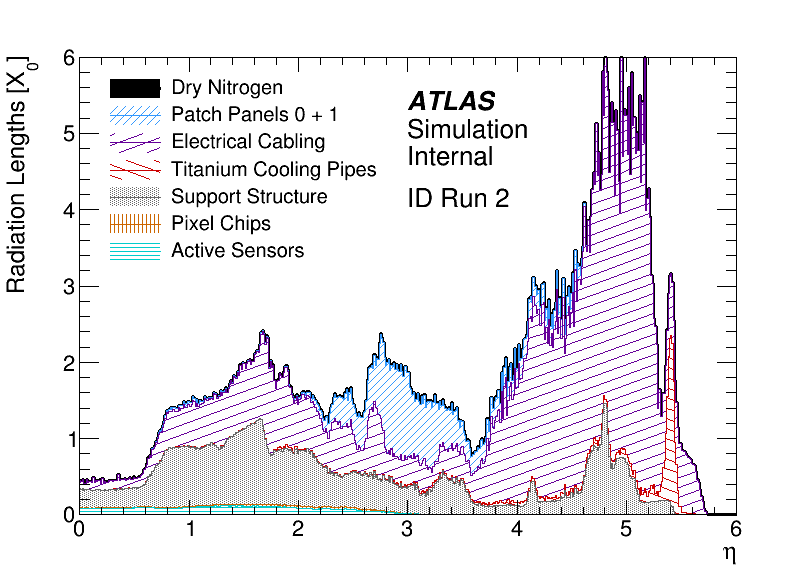 Radiation Lengths [X0]
6
5
4
3
2
1
0
Dry Nitrogen
Patch Panels 0 + 1
Electrical Cabling
Titanium Cooling Pipes
Support Structure
Pixel Chips
Active Sensors
ATLAS
Simulation
Internal
ID Run 2
0 1 2 3 4 5 6
η